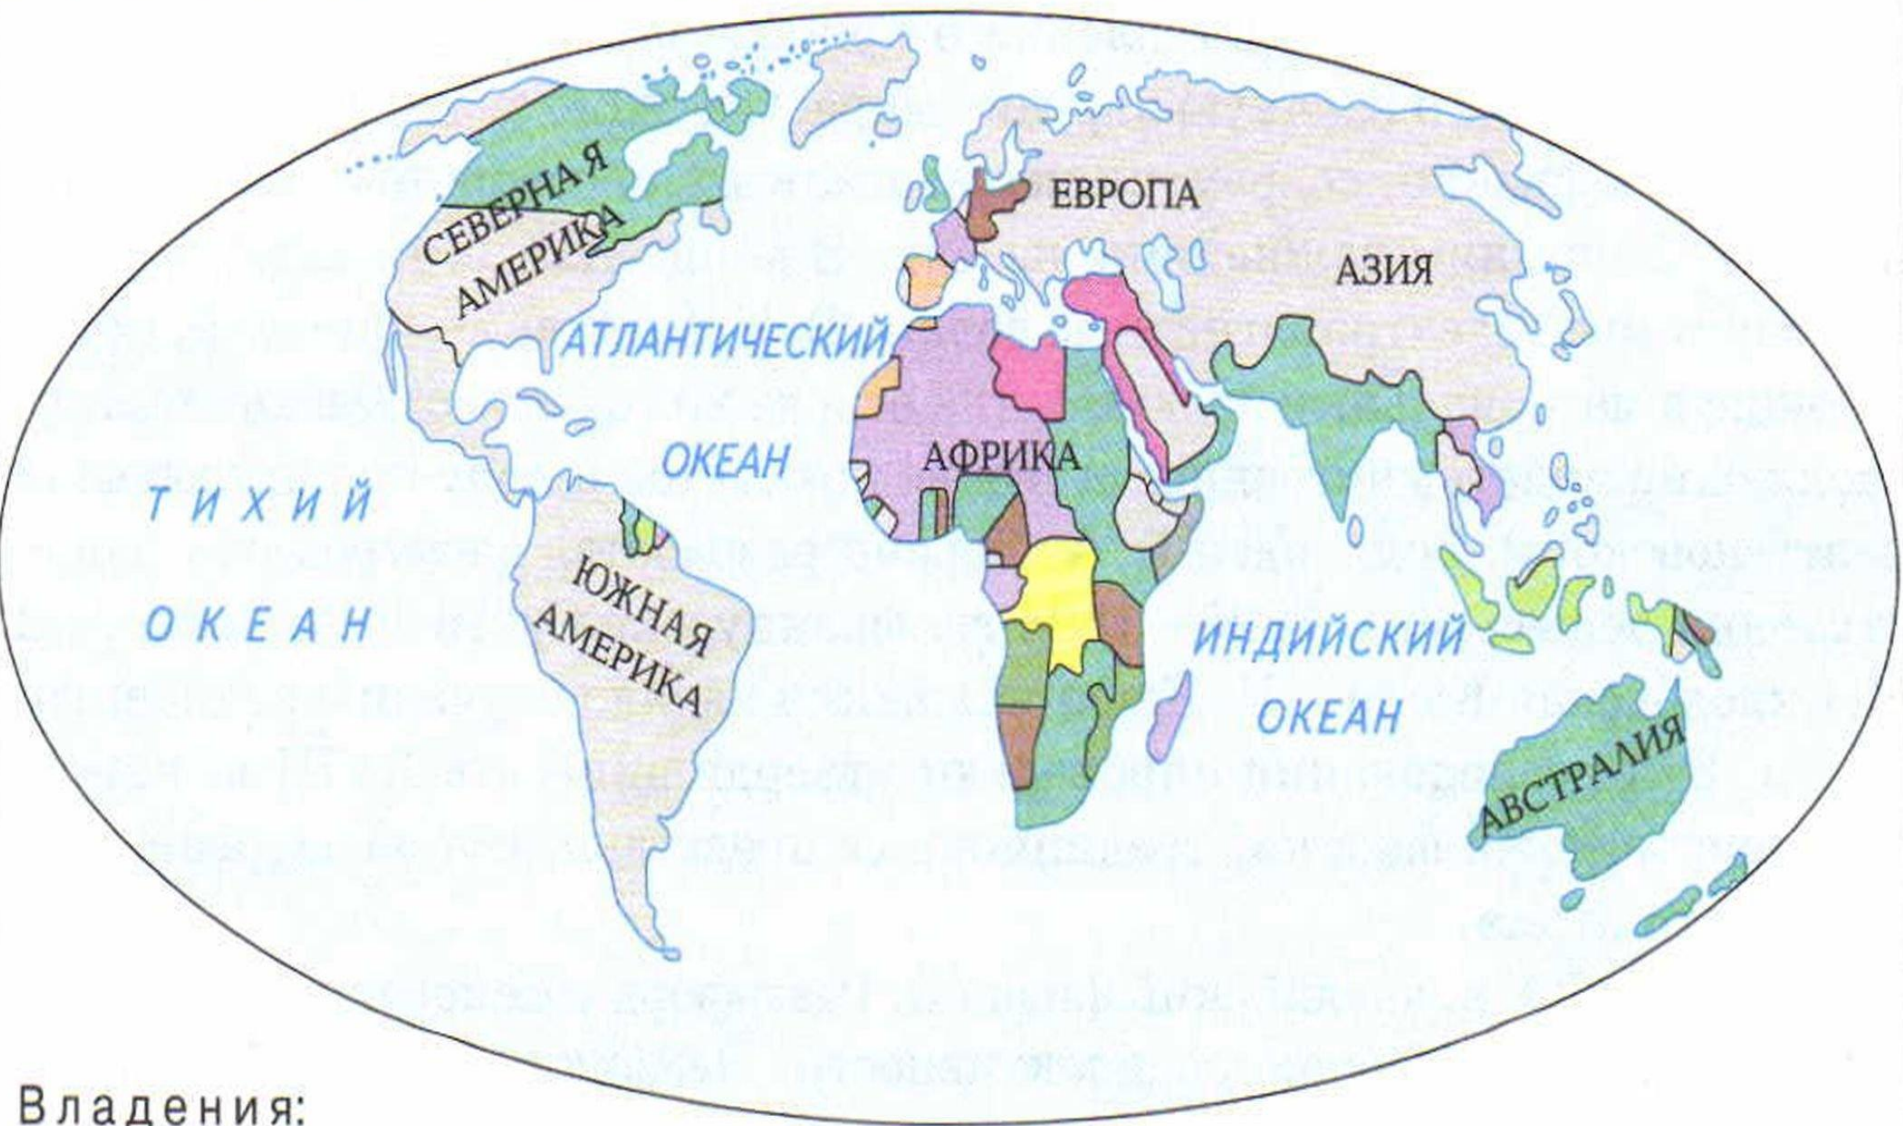 СЕВЕРНАЯ
АМЕРИКА
ЕВРОПА
АЗИЯ
АТЛАНТИЧЕСКИЙ
ОКЕАН
АФРИКА
ТИХИЙ
ОКЕАН
ЮЖНАЯ
АМЕРИКА
ИНДИЙСКИЙ
ОКЕАН
АВСТРАЛИЯ
Владения: